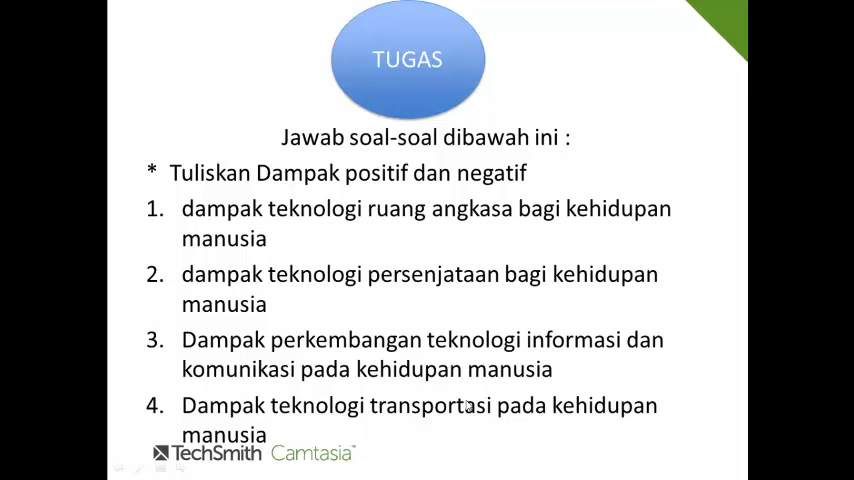 TUGAS
Jawab soal-soal dibawah ini :
* Tuliskan Dampak positif dan negatif
1. dampak teknologi ruang angkasa bagi kehidupan
manusia
2. dampak teknologi persenjataan bagi kehidupan
manusia
3. Dampak perkembangan teknologi informasi dan
komunikasi pada kehidupan manusia
4. Dampak teknologi transportasi pada kehidupan
manusia
TechSmith Camtasia™